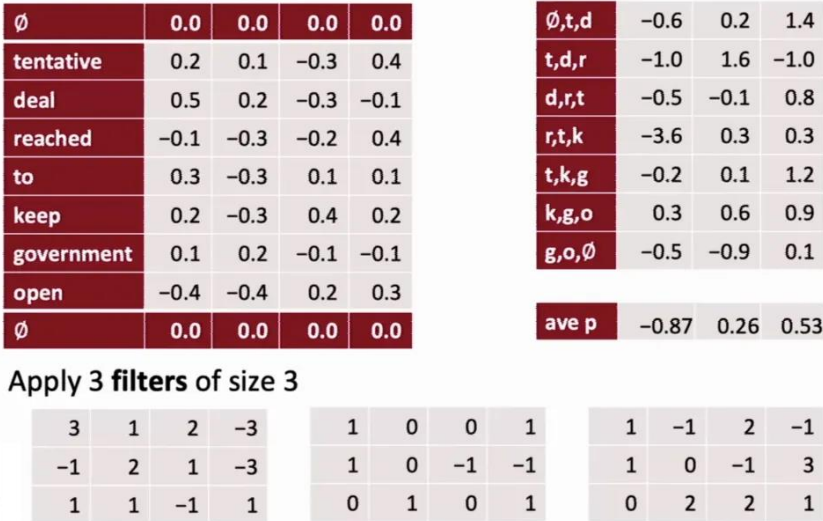 Ø 0.0 0.0 0.0 0.0
tentative 0.2 0.1 −0.3 0.4
deal 0.5 0.2 −0.3 −0.1
reached −0.1 −0.3 −0.2 0.4
to 0.3 −0.3 0.1 0.1
keep 0.2 −0.3 0.4 0.2
government 0.1 0.2 −0.1 −0.1
open −0.4 −0.4 0.2 0.3
Ø 0.0 0.0 0.0 0.0
Ø,t,d −0.6 0.2 1.4
t,d,r −1.0 1.6 −1.0
d,r,t −0.5 −0.1 0.8
r,t,k −3.6 0.3 0.3
t,k,g −0.2 0.1 1.2
k,g,o 0.3 0.6 0.9
g,o,Ø −0.5 −0.9 0.1
ave p −0.87 0.26 0.53
Apply 3 filters of size 3
3 1 2 −3
−1 2 1 −3
1 1 −1 1
1 0 0 1
1 0 −1 −1
0 1 0 1
1 −1 2 −1
1 0 −1 3
0 2 2 1